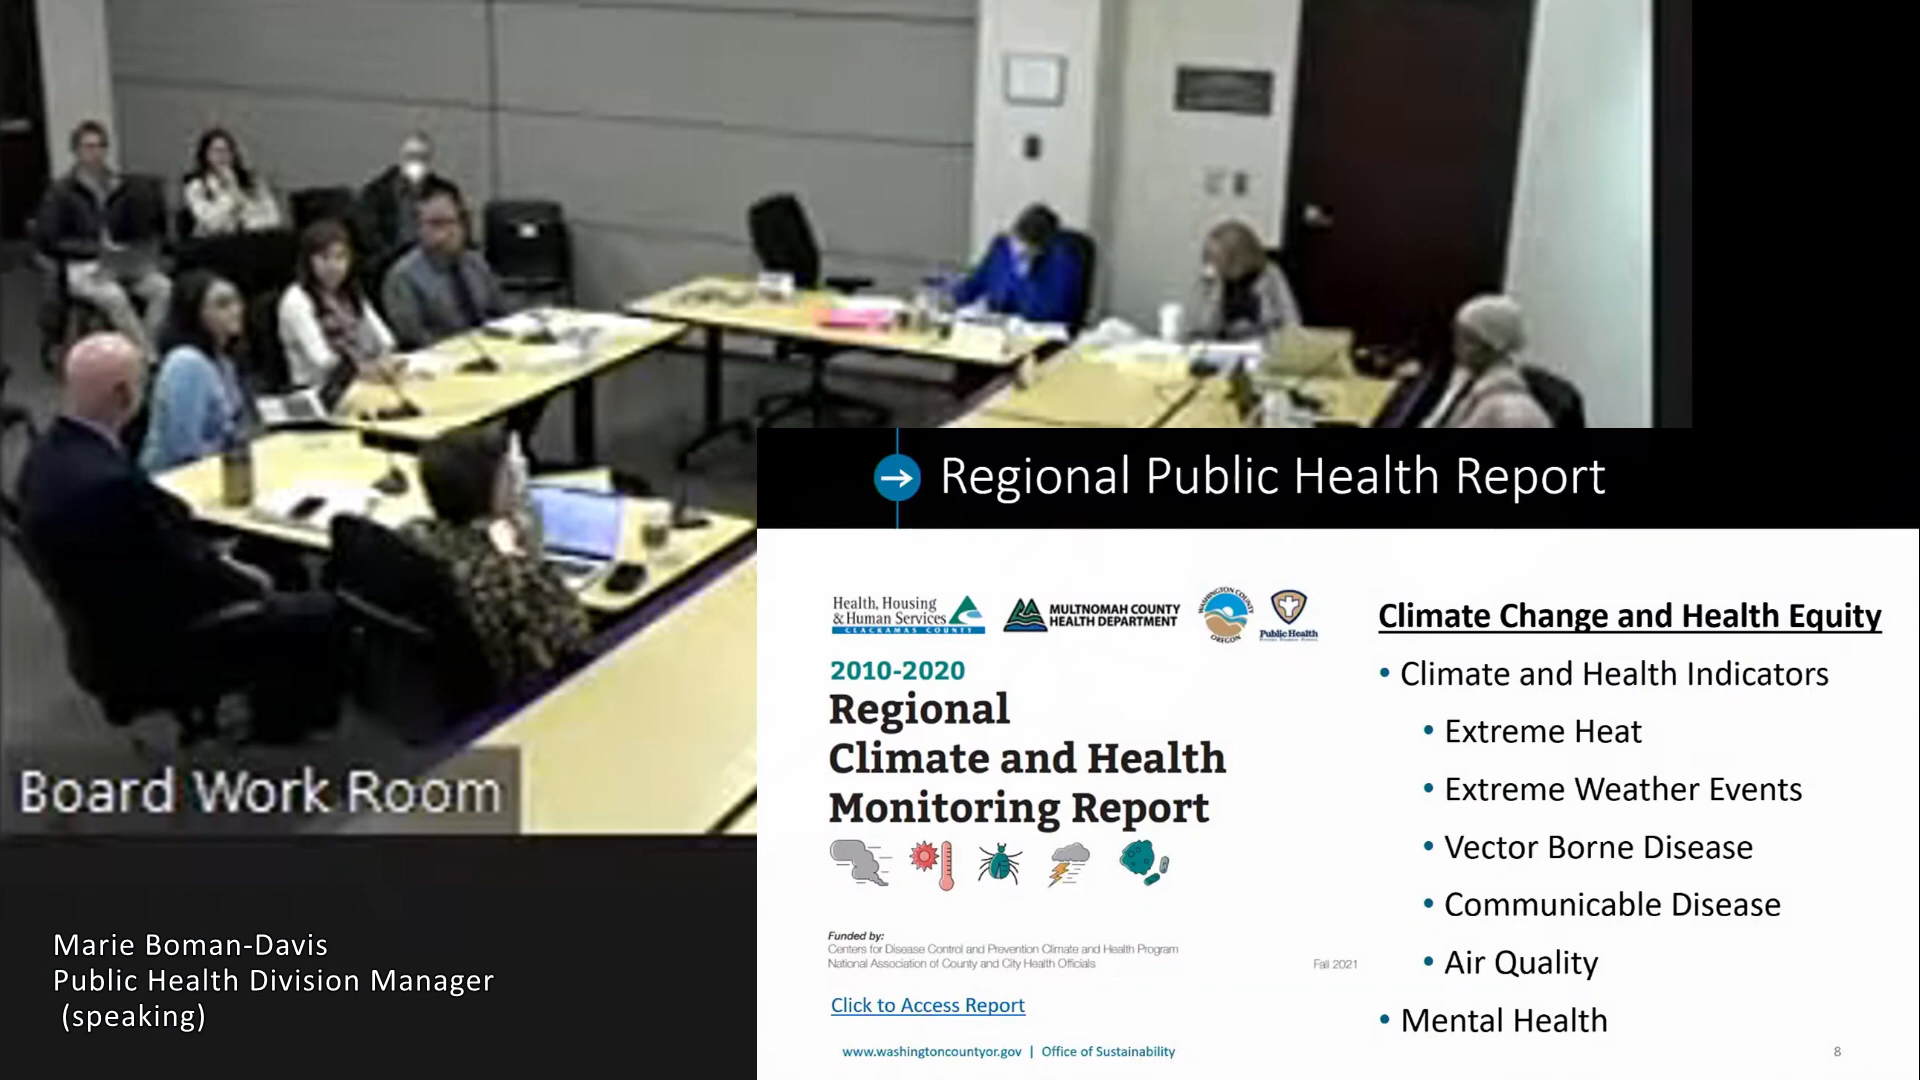 Board Work Room
Marie Boman-Davis
Public Health Division Manager
(speaking)
Regional Public Health Report
Health, Housing
& Human Services
CLACKAMAS COUNTY
MULTNOMAH COUNTY
HEALTH DEPARTMENT
WASHINGTON COUNTY
OREGON
Public Health
2010-2020
Regional
Climate and Health
Monitoring Report
Funded by:
Centers for Disease Control and Prevention Climate and Health Program
National Association of County and City Health Officials
Fall 2021
Click to Access Report
www.washingtoncountyor.gov | Office of Sustainability
Climate Change and Health Equity
• Climate and Health Indicators
• Extreme Heat
• Extreme Weather Events
• Vector Borne Disease
• Communicable Disease
• Air Quality
• Mental Health
8